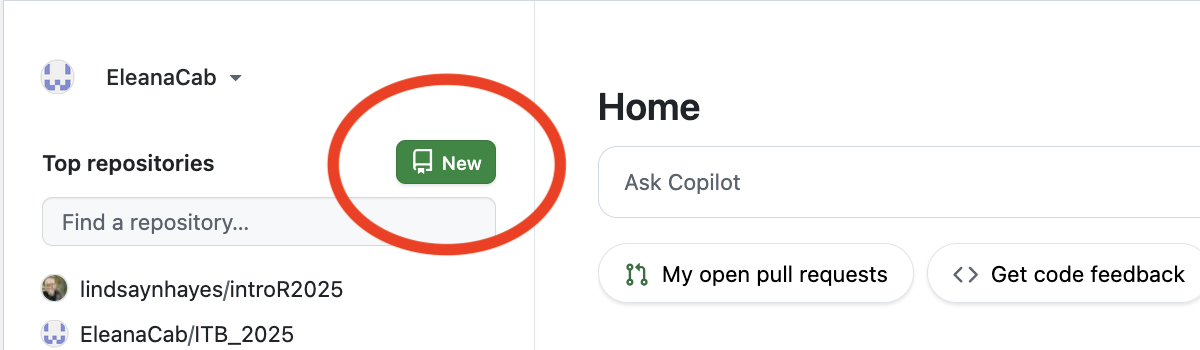 EleanaCab
Top repositories
New
Find a repository...
lindsaynhayes/introR2025
EleanaCab/ITB_2025
Home
Ask Copilot
My open pull requests
Get code feedback